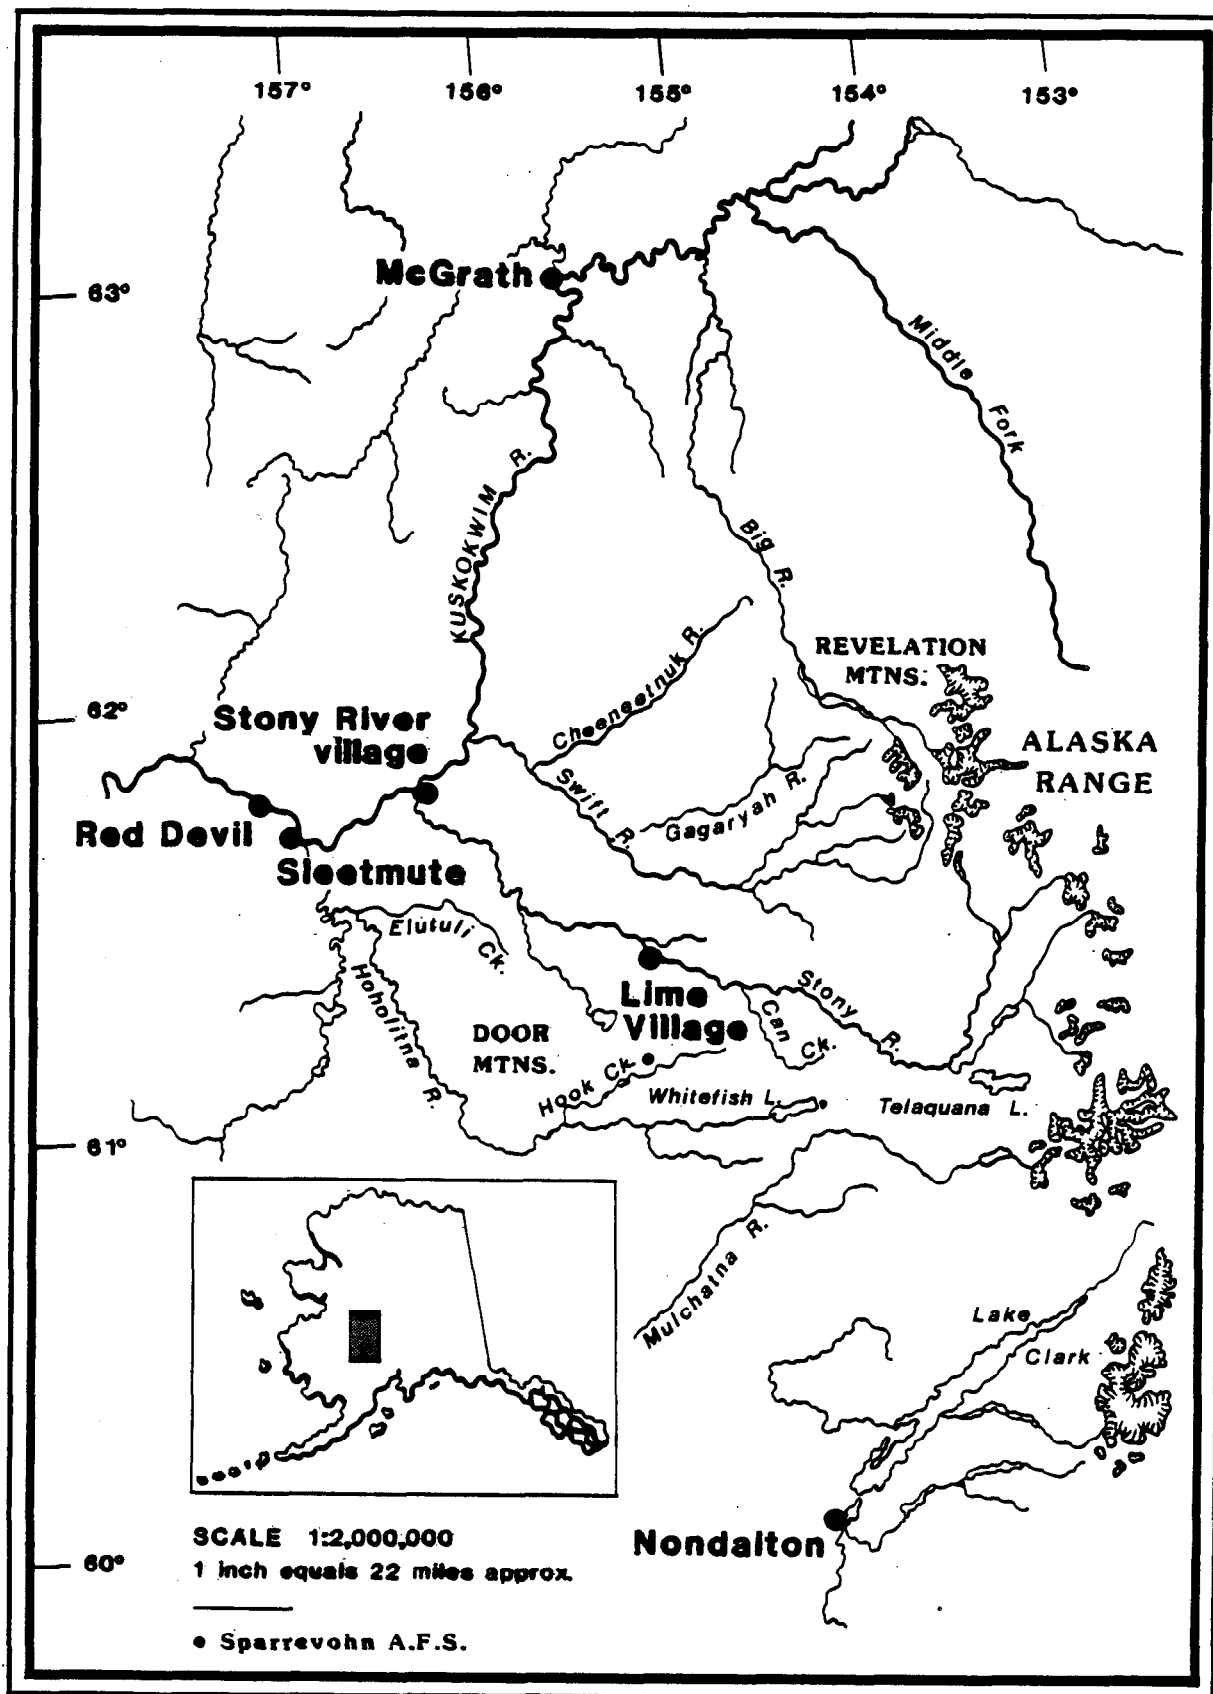 157° 156° 155° 154° 153°
McGrath
63°
Middle
Fork
KUSKOKWIM R.
Big R.
REVELATION
MTNS.
Cheeneetnuk R.
62°
Stony River
village
ALASKA
RANGE
Swift R.
Gagaryah R.
Red Devil
Sleetmute
Elutuli Ck.
Hoholitna R.
Lime
Village
Stony R.
Can Ck.
DOOR
MTNS.
Hook Ck.
Whitefish L.
Telaquana L.
61°
Mulchatna R.
Lake
Clark
Nondalton
SCALE 1:2,000,000
1 inch equals 22 miles approx.
60°
Sparrevohn A.F.S.